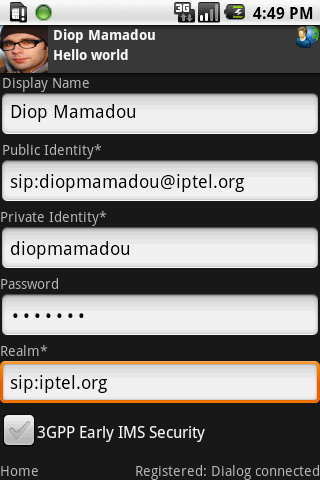 3G
4:49 PM
Diop Mamadou
Hello world
Display Name
Diop Mamadou
Public Identity*
sip:diopmamadou@iptel.org
Private Identity*
diopmamadou
Password
•••••••
Realm*
sip:iptel.org
3GPP Early IMS Security
Home
Registered: Dialog connected